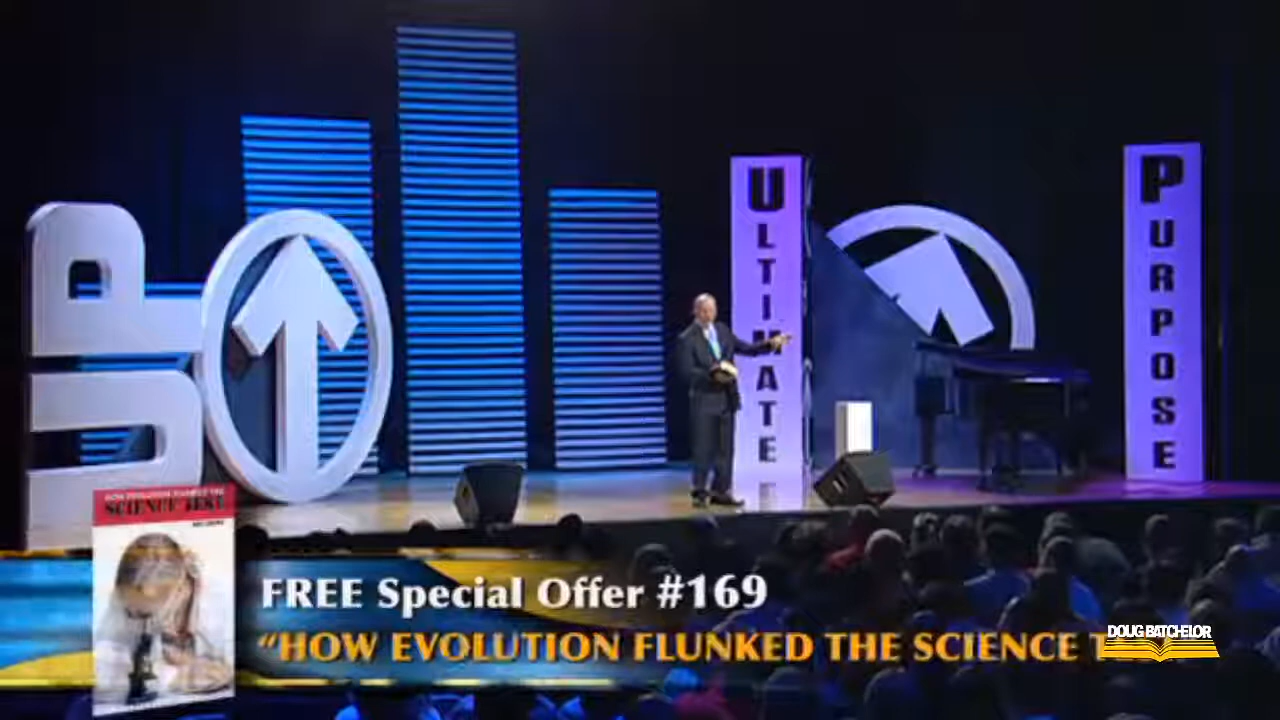 UP
ULTIMATE
PURPOSE
SCIENCE TEST
FREE Special Offer #169
“HOW EVOLUTION FLUNKED THE SCIENCE T
DOUG BATCHELOR